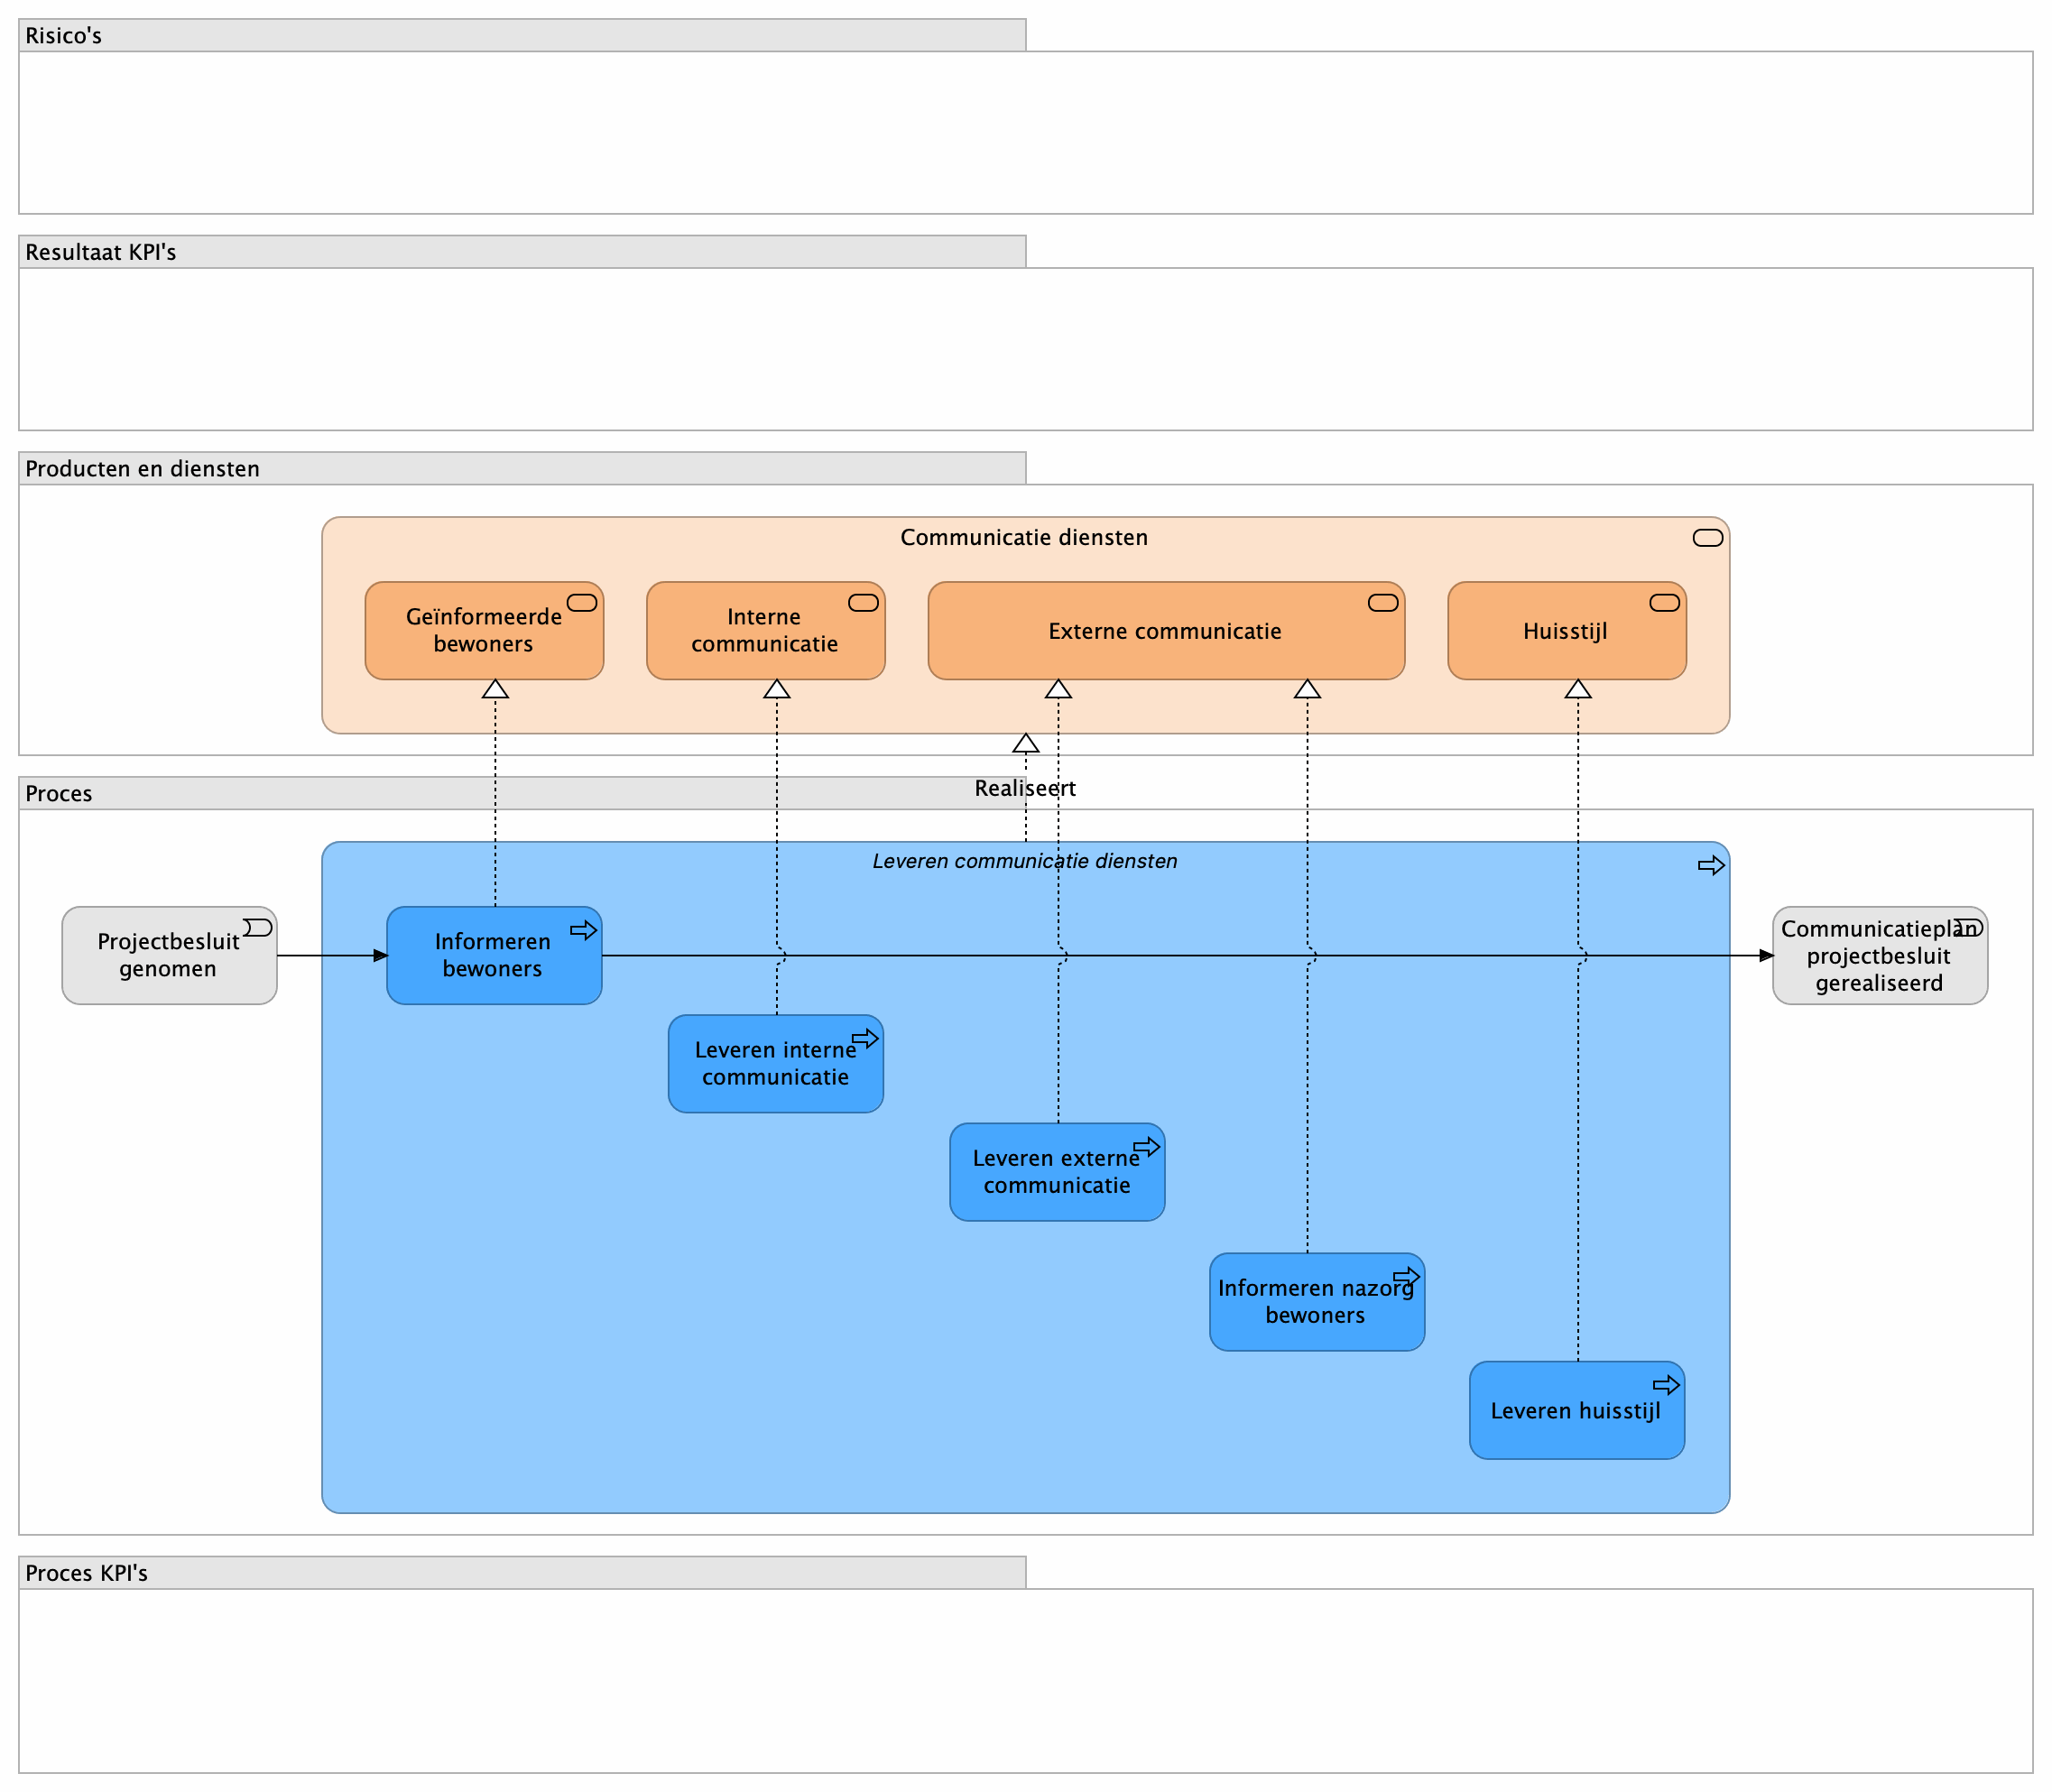 Risico's
Resultaat KPI's
Producten en diensten
Communicatie diensten
Geïnformeerde
bewoners
Interne
communicatie
Externe communicatie
Huisstijl
Realiseert
Proces
Leveren communicatie diensten
Projectbesluit
genomen
Informeren
bewoners
Communicatieplan
projectbesluit
gerealiseerd
Leveren interne
communicatie
Leveren externe
communicatie
Informeren nazorg
bewoners
Leveren huisstijl
Proces KPI's